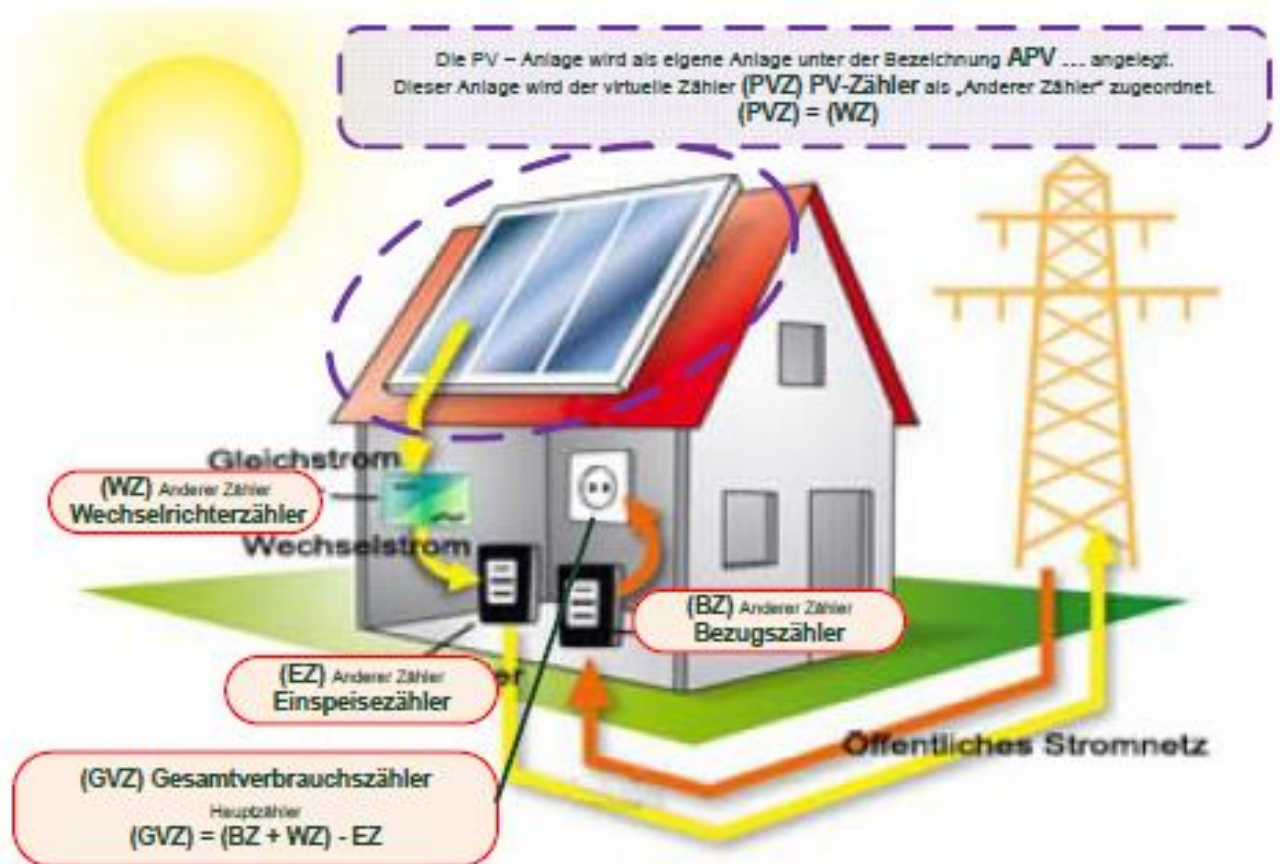 Die PV – Anlage wird als eigene Anlage unter der Bezeichnung APV .... angelegt.
Dieser Anlage wird der virtuelle Zähler (PVZ) PV-Zähler als „Anderer Zähler" zugeordnet.
(PVZ) = (WZ)
Gleichstrom
(WZ) Anderer Zähler
Wechselrichterzähler
Wechselstrom
(BZ) Anderer Zähler
Bezugszähler
(EZ) Anderer Zähler
Einspeisezähler
Öffentliches Stromnetz
(GVZ) Gesamtverbrauchszähler
Hauptzähler
(GVZ) = (BZ + WZ) - EZ